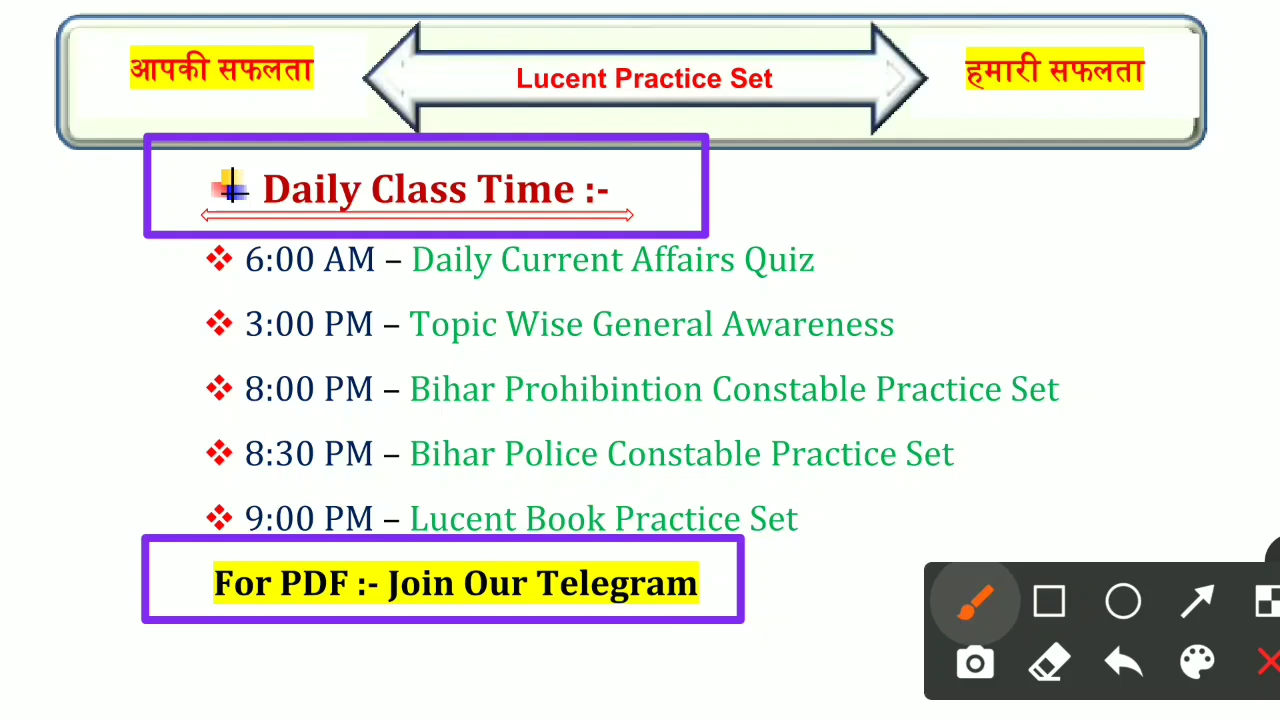 आपकी सफलता Lucent Practice Set हमारी सफलता
Daily Class Time :-
6:00 AM – Daily Current Affairs Quiz
3:00 PM – Topic Wise General Awareness
8:00 PM – Bihar Prohibintion Constable Practice Set
8:30 PM – Bihar Police Constable Practice Set
9:00 PM – Lucent Book Practice Set
For PDF :- Join Our Telegram